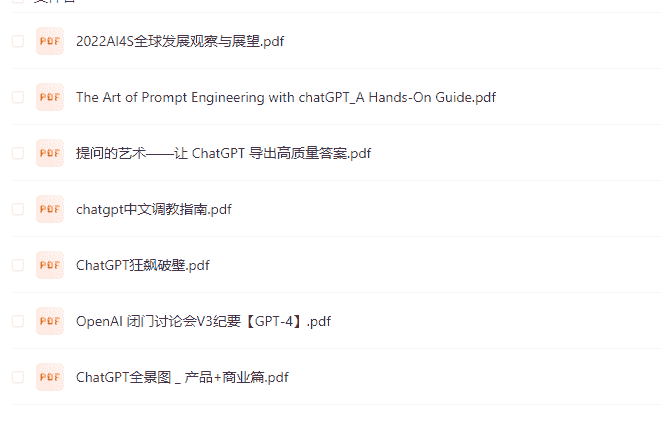 2022AI4S全球发展观察与展望.pdf
The Art of Prompt Engineering with chatGPT_A Hands-On Guide.pdf
提问的艺术——让 ChatGPT 导出高质量答案.pdf
chatgpt中文调教指南.pdf
ChatGPT狂飙破壁.pdf
OpenAI 闭门讨论会V3纪要【GPT-4】.pdf
ChatGPT全景图 _ 产品+商业篇.pdf